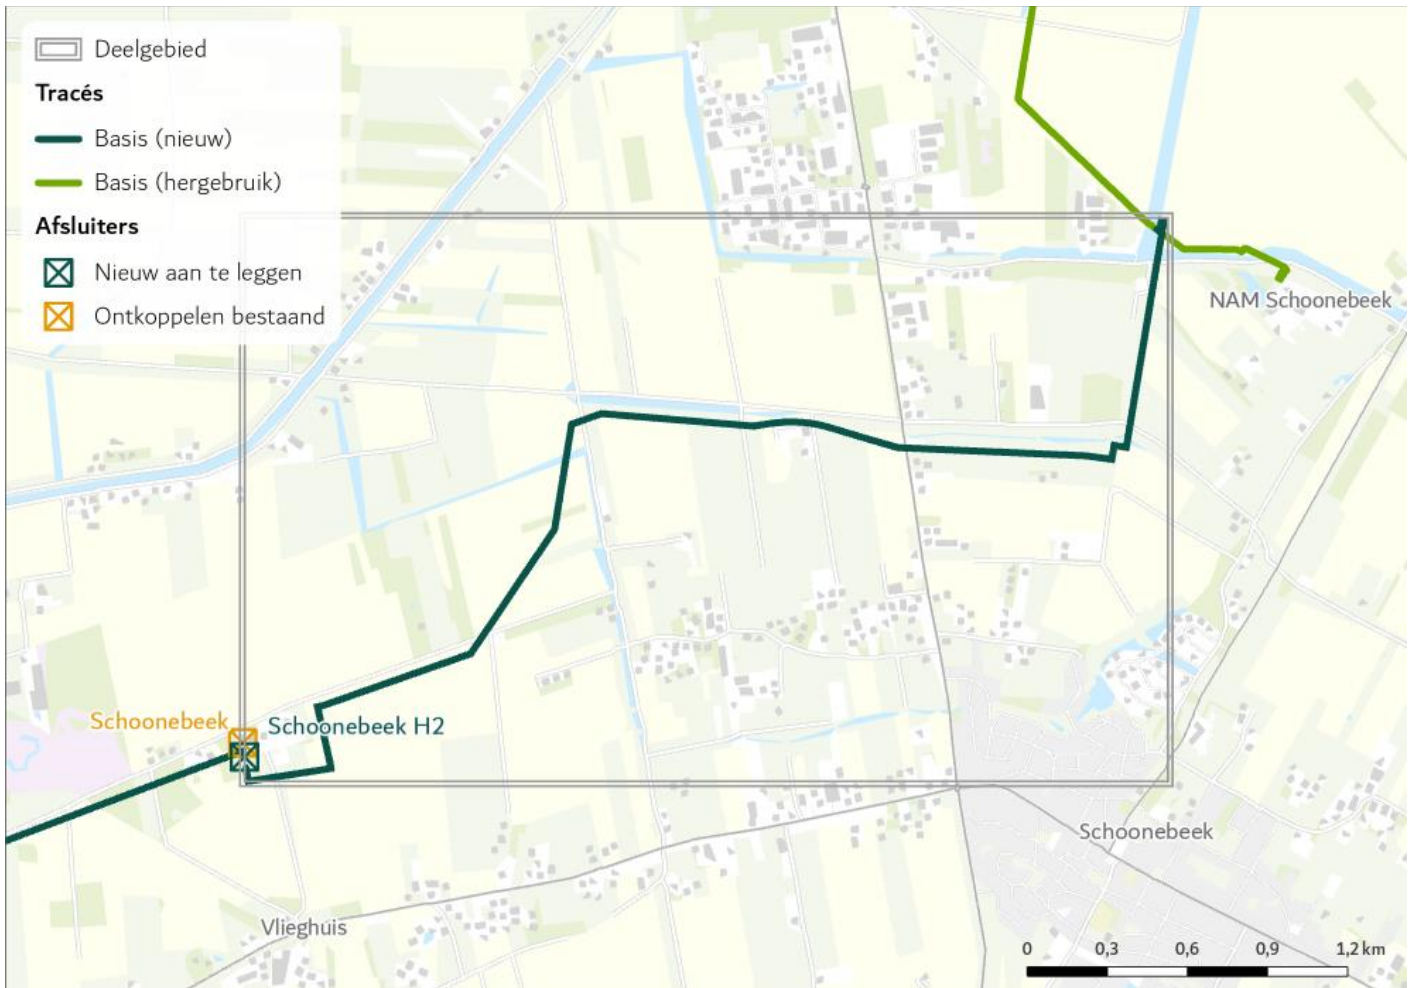 Deelgebied
Tracés
Basis (nieuw)
Basis (hergebruik)
Afsluiters
Nieuw aan te leggen
Ontkoppelen bestaand
NAM Schoonebeek
Schoonebeek
Schoonebeek H2
Schoonebeek
Vlieghuis
0 0,3 0,6 0,9 1,2 km